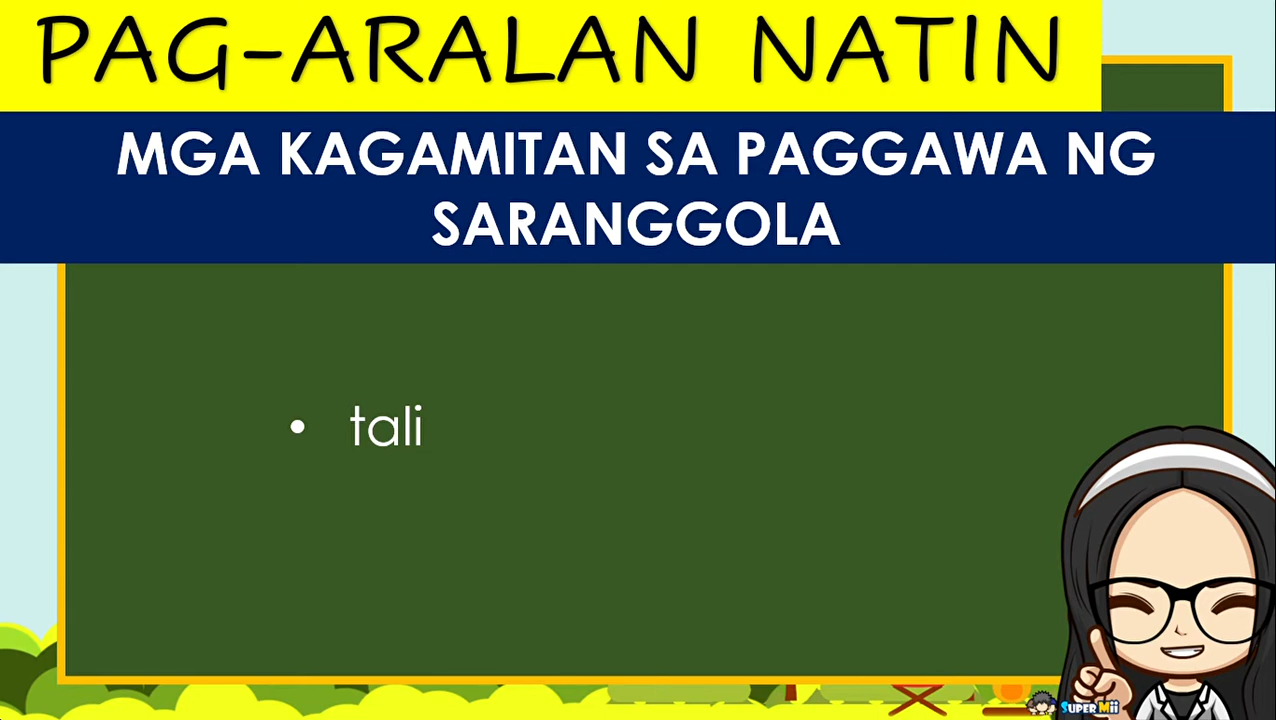 PAG-ARALAN NATIN
MGA KAGAMITAN SA PAGGAWA NG
SARANGGOLA
• tali
SUPER Mii